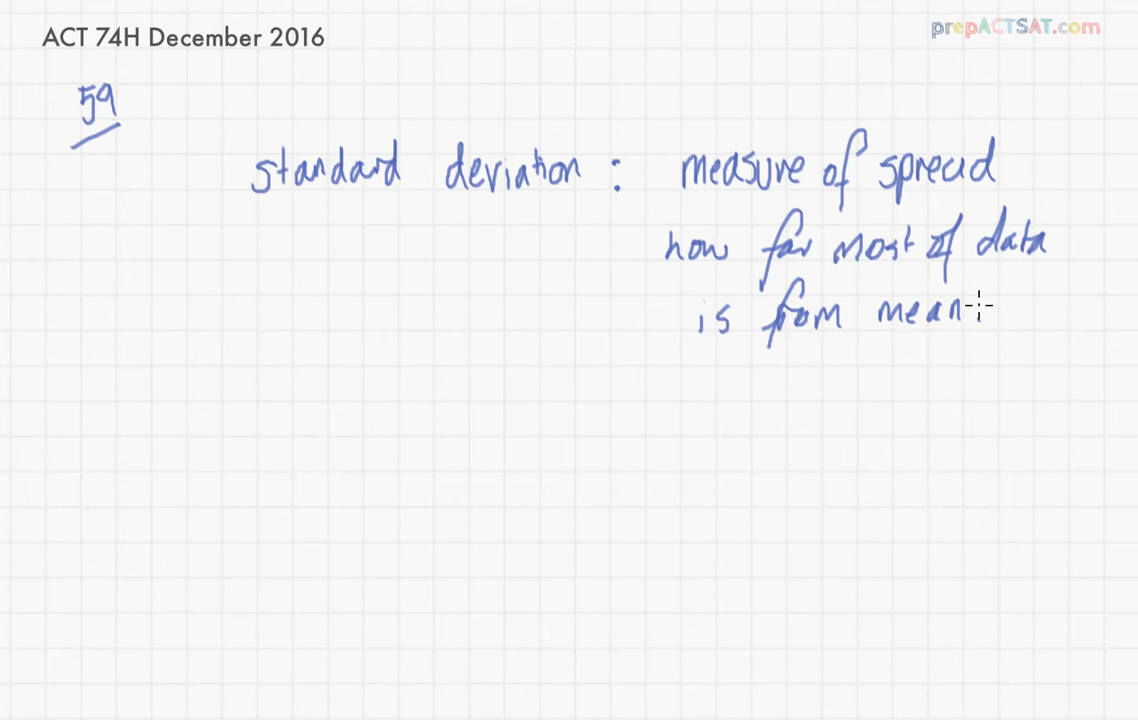 ACT 74H December 2016
prepACTSAT.com
59
standard deviation : measure of spread
how far most of data
is from mean